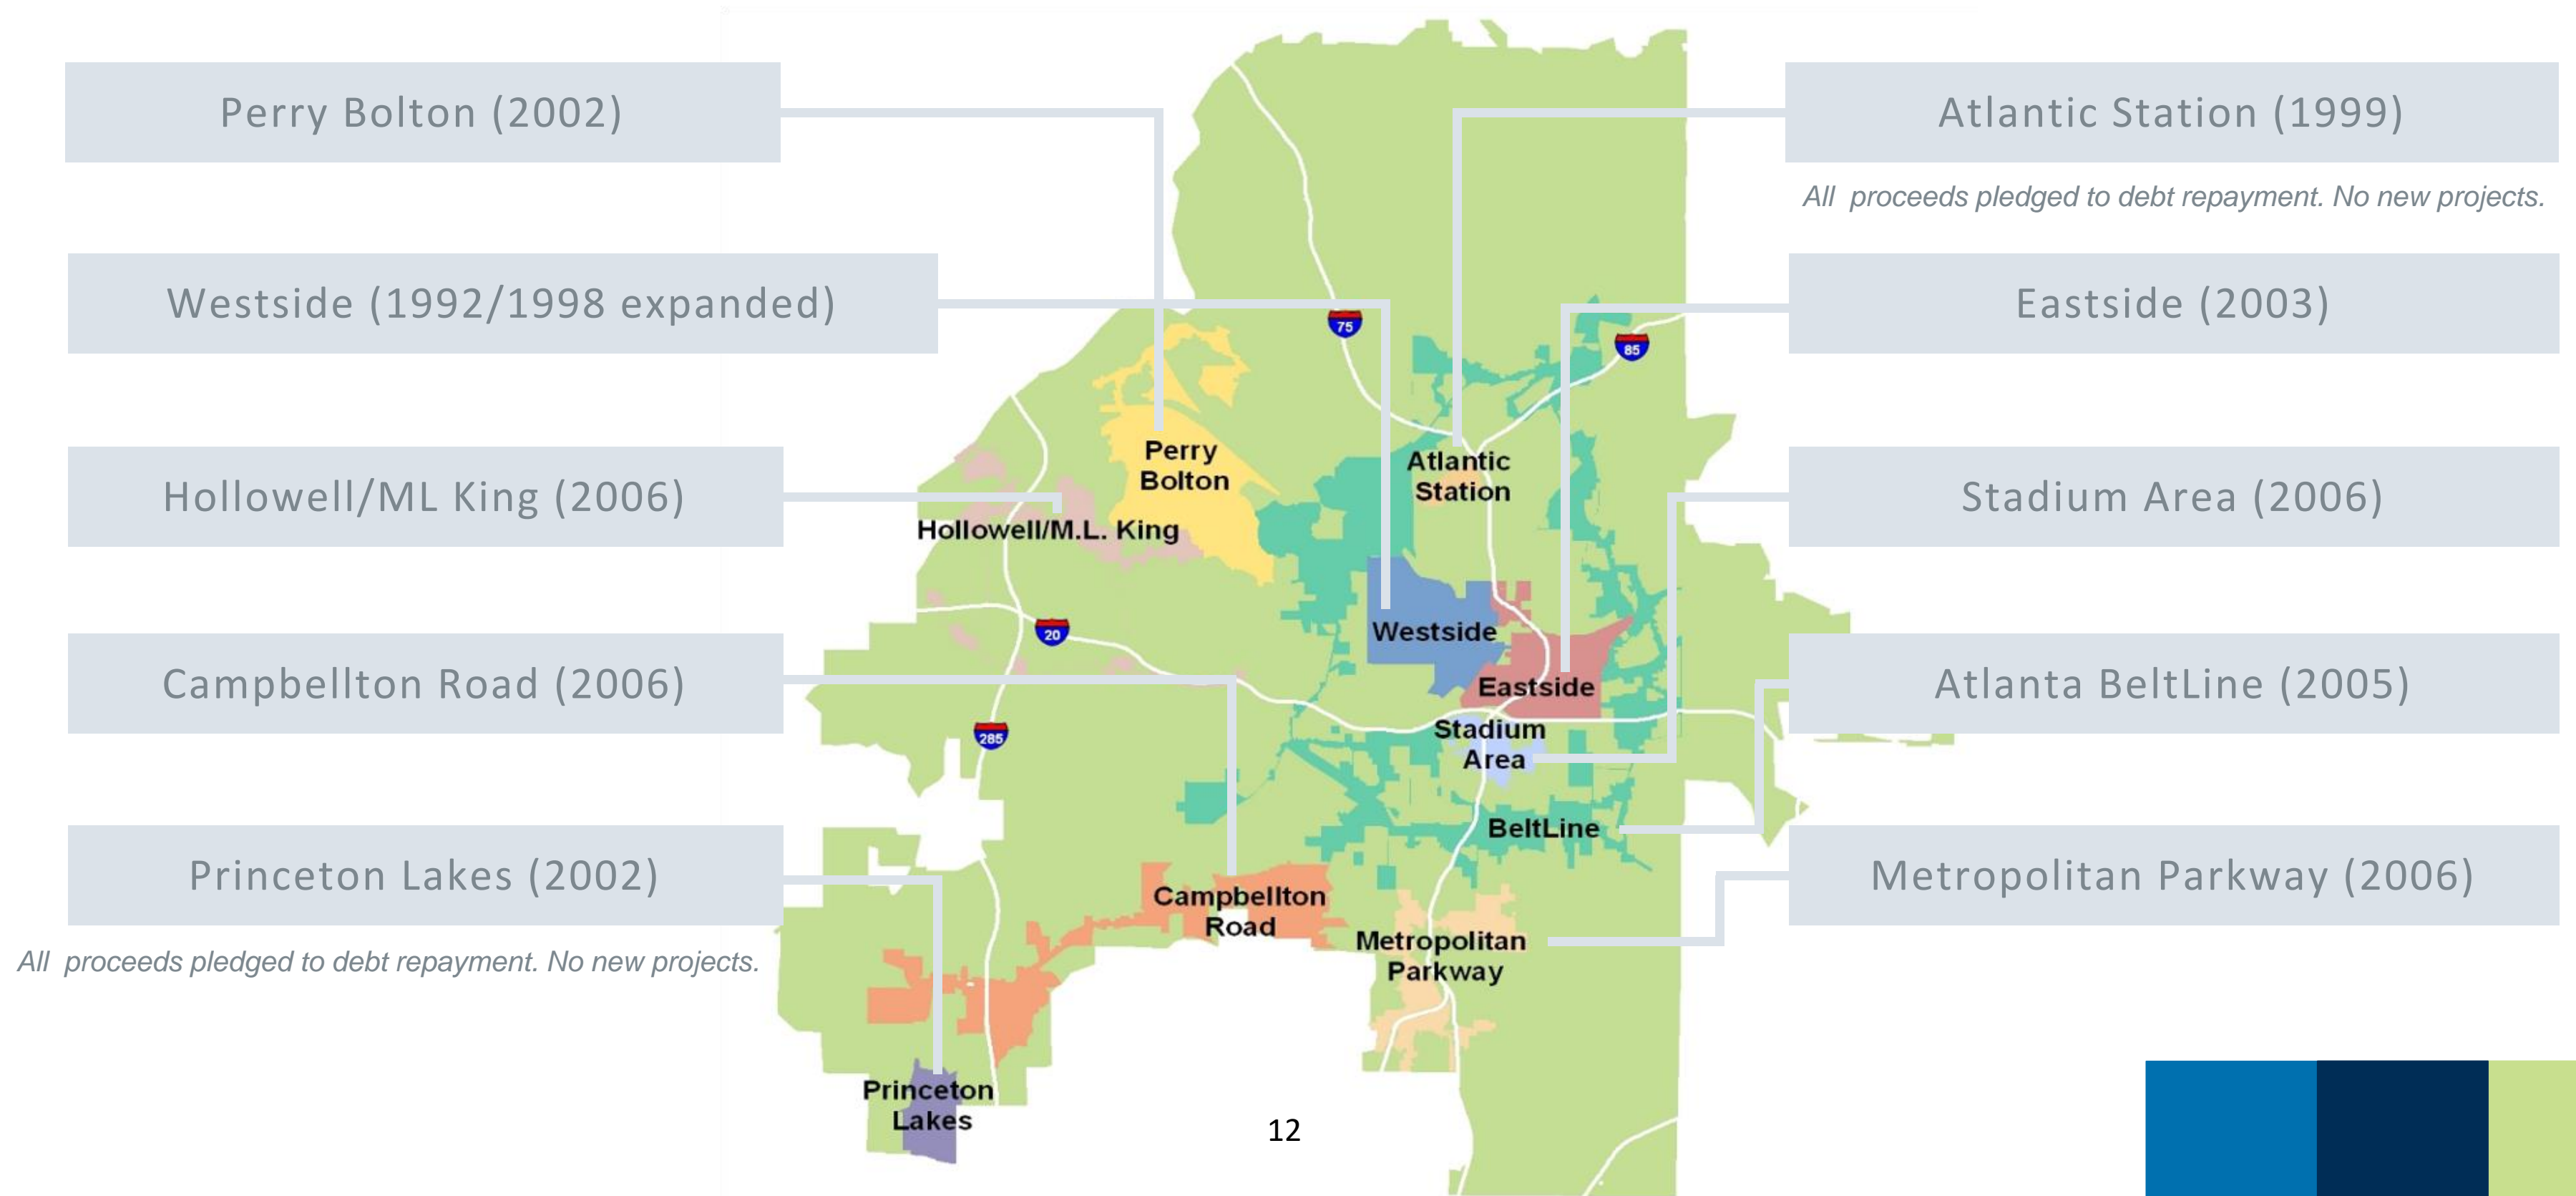 Perry Bolton (2002)
Atlantic Station (1999)
All proceeds pledged to debt repayment. No new projects.
Westside (1992/1998 expanded)
Eastside (2003)
75
85
Hollowell/ML King (2006)
Stadium Area (2006)
Perry
Bolton
Atlantic
Station
Hollowell/M.L. King
Westside
20
Campbellton Road (2006)
Atlanta BeltLine (2005)
Eastside
285
Stadium
Area
BeltLine
Princeton Lakes (2002)
Metropolitan Parkway (2006)
Campbellton
Road
Metropolitan
Parkway
All proceeds pledged to debt repayment. No new projects.
Princeton
Lakes
12